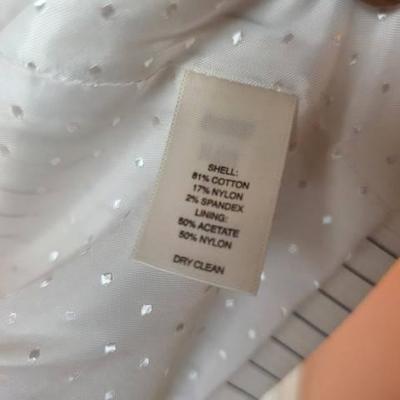 SHELL:
81% COTTON
17% NYLON
2% SPANDEX
LINING:
50% ACETATE
50% NYLON
DRY CLEAN